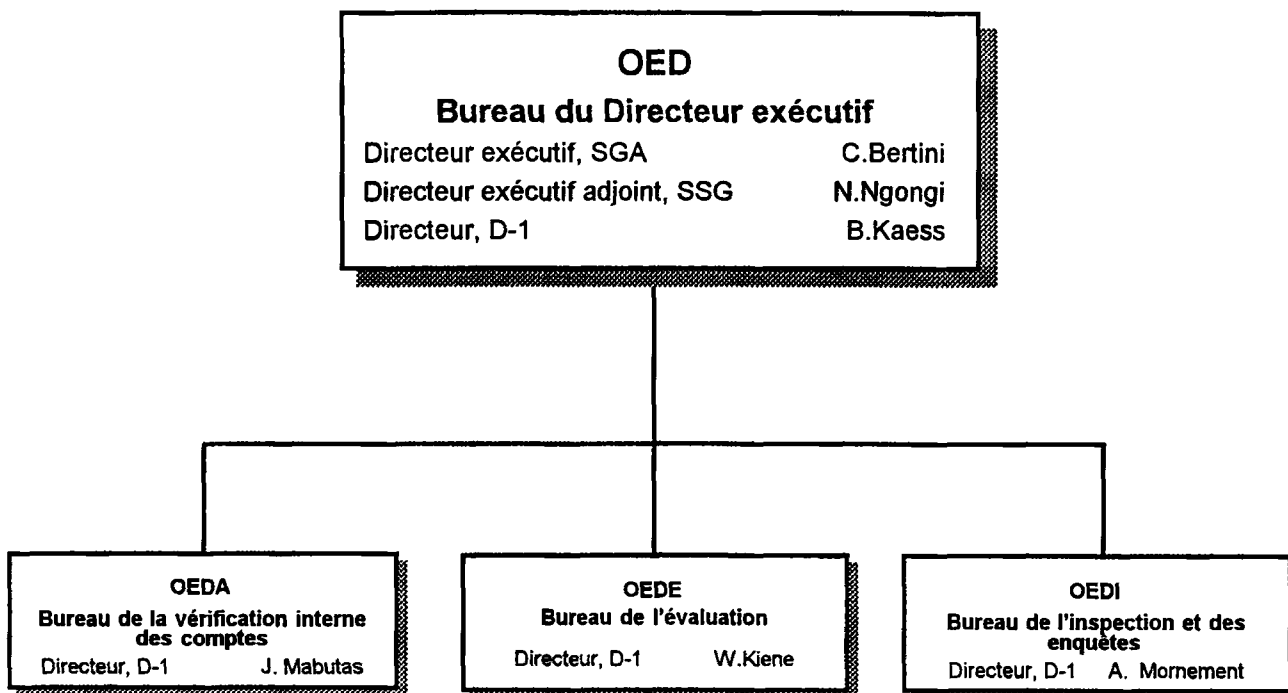 OED
Bureau du Directeur exécutif
Directeur exécutif, SGA C.Bertini
Directeur exécutif adjoint, SSG N.Ngongi
Directeur, D-1 B.Kaess
OEDA
Bureau de la vérification interne
des comptes
Directeur, D-1 J. Mabutas
OEDE
Bureau de l'évaluation
Directeur, D-1 W.Kiene
OEDI
Bureau de l'inspection et des
enquêtes
Directeur, D-1 A. Mornement